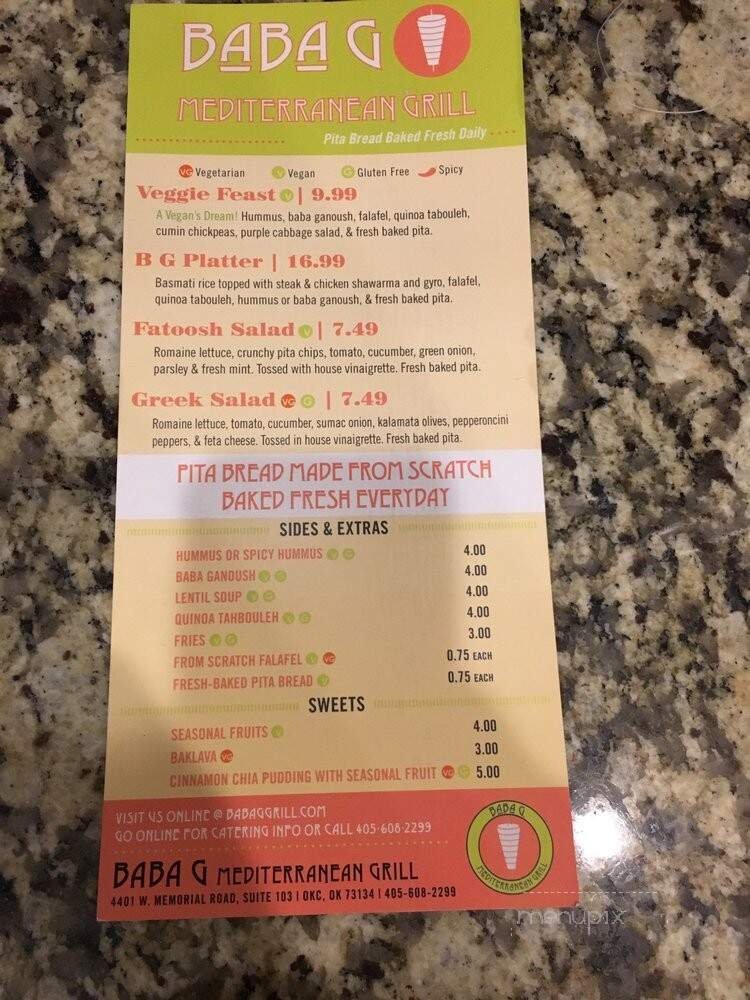 BABA G
MEDITERRANEAN GRILL
Pita Bread Baked Fresh Daily
VG Vegetarian V Vegan G Gluten Free Spicy
Veggie Feast V | 9.99
A Vegan's Dream! Hummus, baba ganoush, falafel, quinoa tabouleh,
cumin chickpeas, purple cabbage salad, & fresh baked pita.
B G Platter | 16.99
Basmati rice topped with steak & chicken shawarma and gyro, falafel,
quinoa tabouleh, hummus or baba ganoush, & fresh baked pita.
Fatoosh Salad V | 7.49
Romaine lettuce, crunchy pita chips, tomato, cucumber, green onion,
parsley & fresh mint. Tossed with house vinaigrette. Fresh baked pita.
Greek Salad VG G | 7.49
Romaine lettuce, tomato, cucumber, sumac onion, kalamata olives, pepperoncini
peppers, & feta cheese. Tossed in house vinaigrette. Fresh baked pita.
PITA BREAD MADE FROM SCRATCH
BAKED FRESH EVERYDAY
SIDES & EXTRAS
HUMMUS OR SPICY HUMMUS V G 4.00
BABA GANOUSH V G 4.00
LENTIL SOUP V G 4.00
QUINOA TAHBOULEH V G 4.00
FRIES V G 3.00
FROM SCRATCH FALAFEL V VG 0.75 EACH
FRESH-BAKED PITA BREAD V 0.75 EACH
SWEETS
SEASONAL FRUITS V 4.00
BAKLAVA VG 3.00
CINNAMON CHIA PUDDING WITH SEASONAL FRUIT VG G 5.00
VISIT US ONLINE @ BABAGGRILL.COM
GO ONLINE FOR CATERING INFO OR CALL 405-608-2299
BABA G MEDITERRANEAN GRILL
4401 W. MEMORIAL ROAD, SUITE 103 | OKC, OK 73134 | 405-608-2299
BABA G
MEDITERRANEAN GRILL
menupix